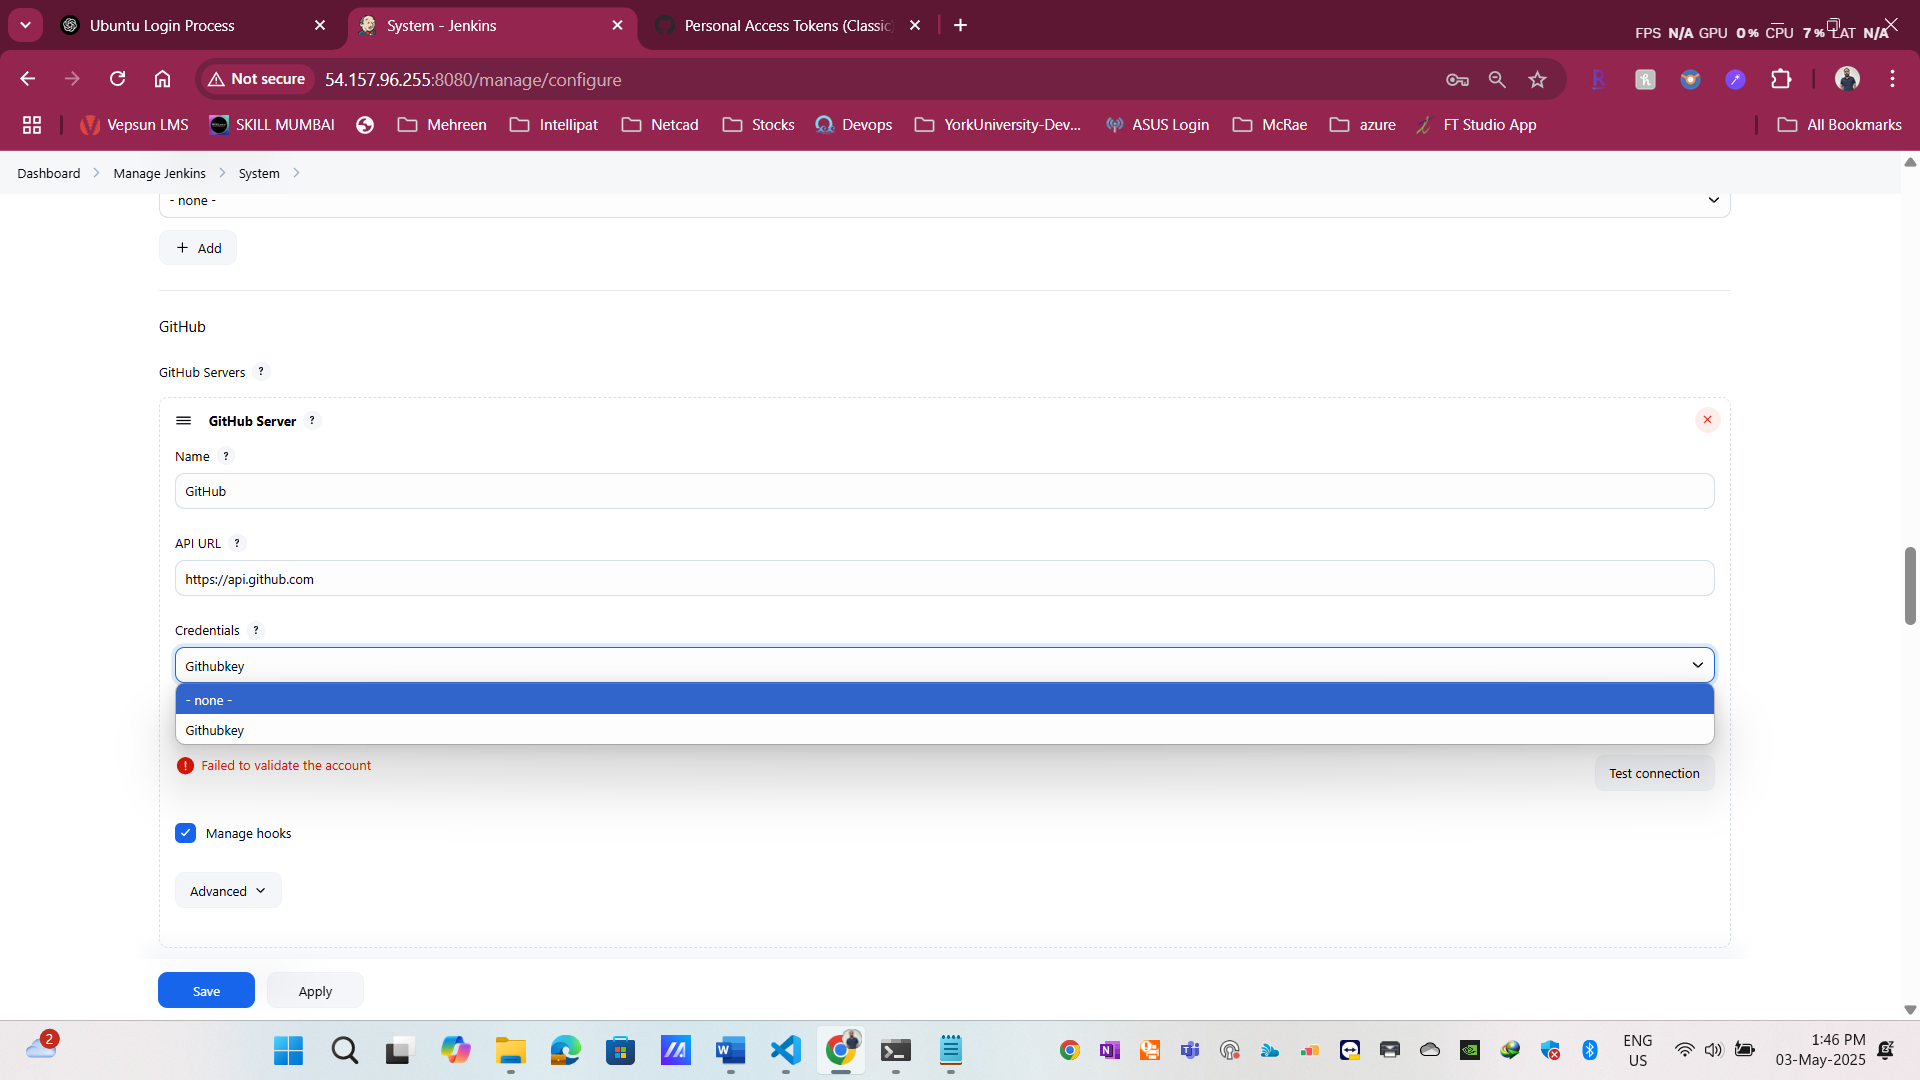 Ubuntu Login Process
System - Jenkins
Personal Access Tokens (Classic)
FPS N/A GPU 0% CPU 7% LAT N/A
Not secure
54.157.96.255:8080/manage/configure
Vepsun LMS
SKILL MUMBAI
Mehreen
Intellipat
Netcad
Stocks
Devops
YorkUniversity-Dev...
ASUS Login
McRae
azure
FT Studio App
All Bookmarks
Dashboard
Manage Jenkins
System
- none -
+ Add
GitHub
GitHub Servers ?
GitHub Server ?
Name ?
GitHub
API URL ?
https://api.github.com
Credentials ?
Githubkey
- none -
Githubkey
Failed to validate the account
Test connection
Manage hooks
Advanced
Save
Apply
2
ENG
US
1:46 PM
03-May-2025